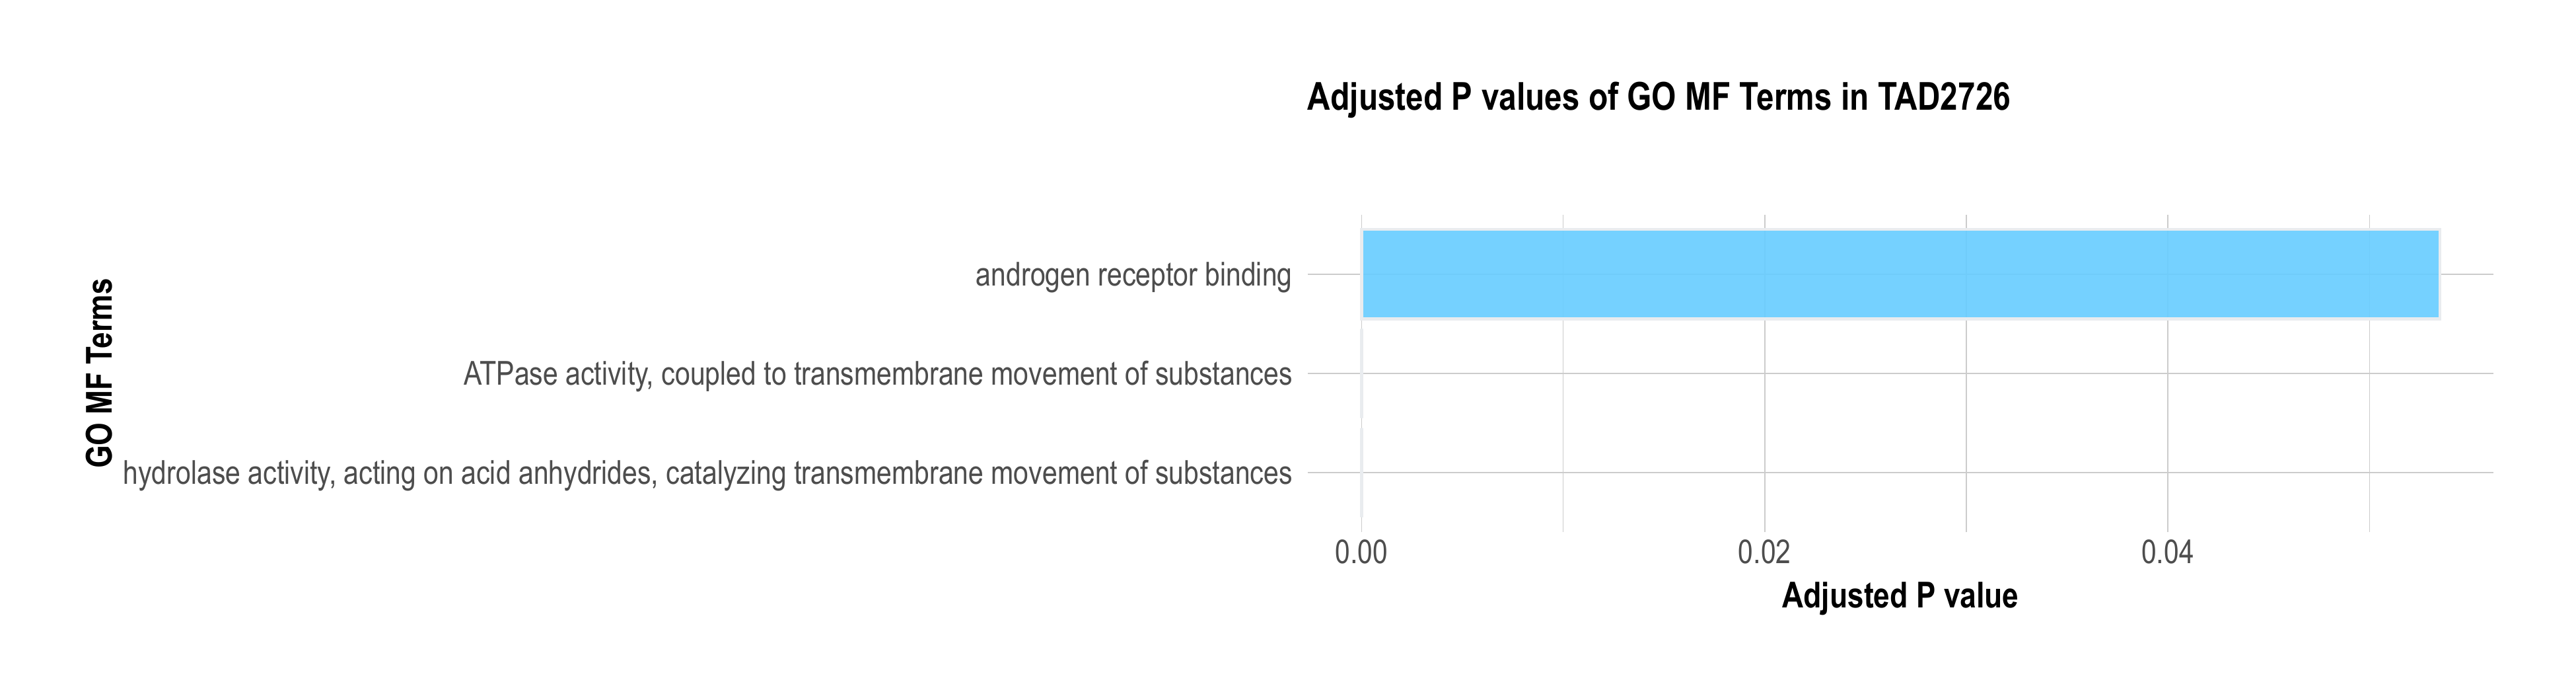 Adjusted P values of GO MF Terms in TAD2726
GO MF Terms
androgen receptor binding
ATPase activity, coupled to transmembrane movement of substances
hydrolase activity, acting on acid anhydrides, catalyzing transmembrane movement of substances
0.00 0.02 0.04
Adjusted P value